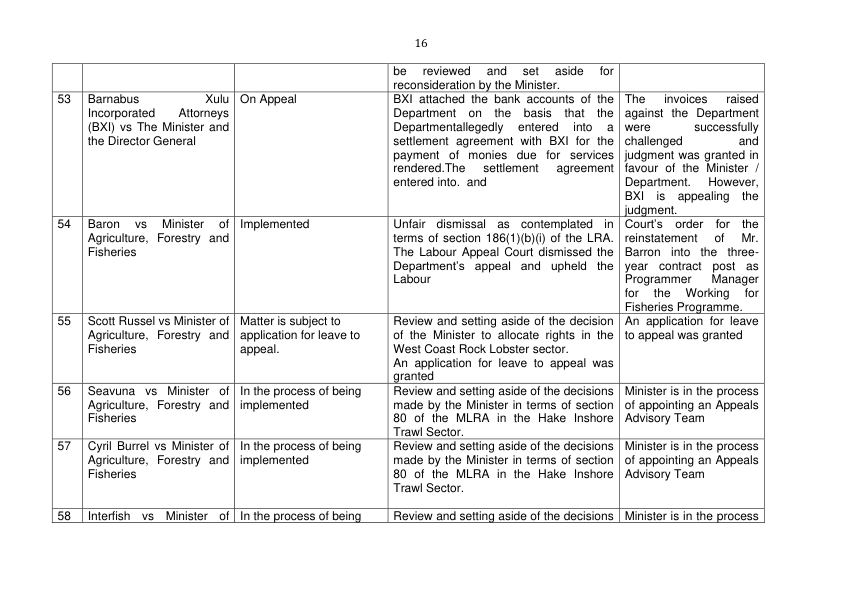 16
be reviewed and set aside for
reconsideration by the Minister.
53
Barnabus Xulu
Incorporated Attorneys
(BXI) vs The Minister and
the Director General
On Appeal
BXI attached the bank accounts of the
Department on the basis that the
Departmentallegedly entered into a
settlement agreement with BXI for the
payment of monies due for services
rendered.The settlement agreement
entered into. and
The invoices raised
against the Department
were successfully
challenged and
judgment was granted in
favour of the Minister /
Department. However,
BXI is appealing the
judgment.
54
Baron vs Minister of
Agriculture, Forestry and
Fisheries
Implemented
Unfair dismissal as contemplated in
terms of section 186(1)(b)(i) of the LRA.
The Labour Appeal Court dismissed the
Department's appeal and upheld the
Labour
Court's order for the
reinstatement of Mr.
Barron into the three-
year contract post as
Programmer Manager
for the Working for
Fisheries Programme.
55
Scott Russel vs Minister of
Agriculture, Forestry and
Fisheries
Matter is subject to
application for leave to
appeal.
Review and setting aside of the decision
of the Minister to allocate rights in the
West Coast Rock Lobster sector.
An application for leave to appeal was
granted
An application for leave
to appeal was granted
56
Seavuna vs Minister of
Agriculture, Forestry and
Fisheries
In the process of being
implemented
Review and setting aside of the decisions
made by the Minister in terms of section
80 of the MLRA in the Hake Inshore
Trawl Sector.
Minister is in the process
of appointing an Appeals
Advisory Team
57
Cyril Burrel vs Minister of
Agriculture, Forestry and
Fisheries
In the process of being
implemented
Review and setting aside of the decisions
made by the Minister in terms of section
80 of the MLRA in the Hake Inshore
Trawl Sector.
Minister is in the process
of appointing an Appeals
Advisory Team
58
Interfish vs Minister of
In the process of being
Review and setting aside of the decisions
Minister is in the process